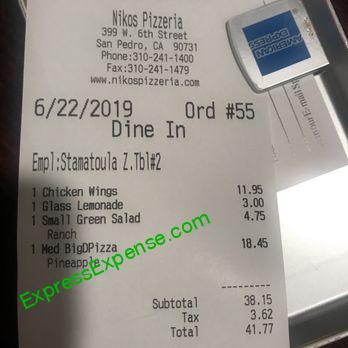 Nikos Pizzeria
399 W. 6th Street
San Pedro, CA 90731
Phone:310-241-1400
Fax:310-241-1479
www.nikospizzeria.com
AMERICAN
EXPRESS
6/22/2019 Ord #55
Dine In
Empl:Stamatoula Z.Tbl#2
1 Chicken Wings 11.95
1 Glass Lemonade 3.00
1 Small Green Salad 4.75
Ranch
1 Med BigDPizza 18.45
Pineapple
---------
Subtotal 38.15
Tax 3.62
Total 41.77
ExpressExpense.com